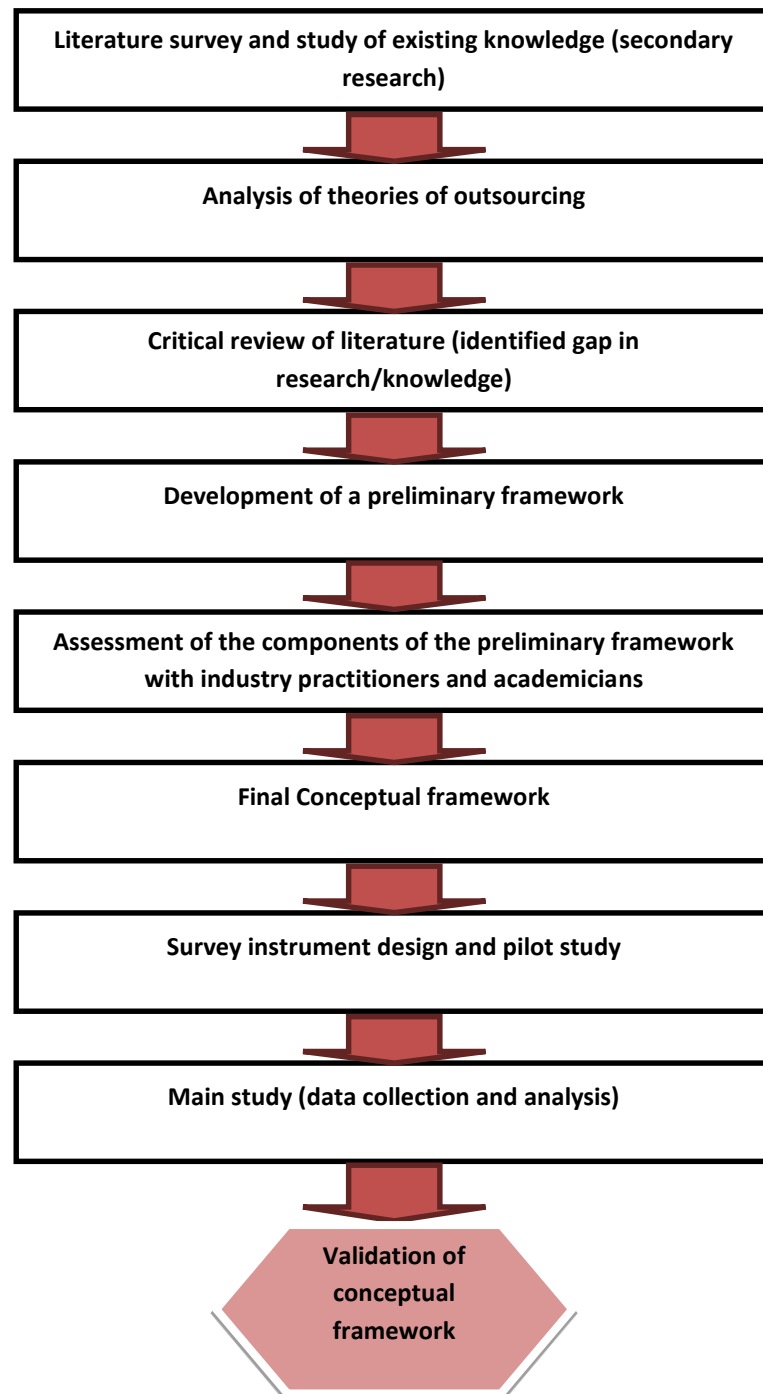 Literature survey and study of existing knowledge (secondary
research)
Analysis of theories of outsourcing
Critical review of literature (identified gap in
research/knowledge)
Development of a preliminary framework
Assessment of the components of the preliminary framework
with industry practitioners and academicians
Final Conceptual framework
Survey instrument design and pilot study
Main study (data collection and analysis)
Validation of
conceptual
framework